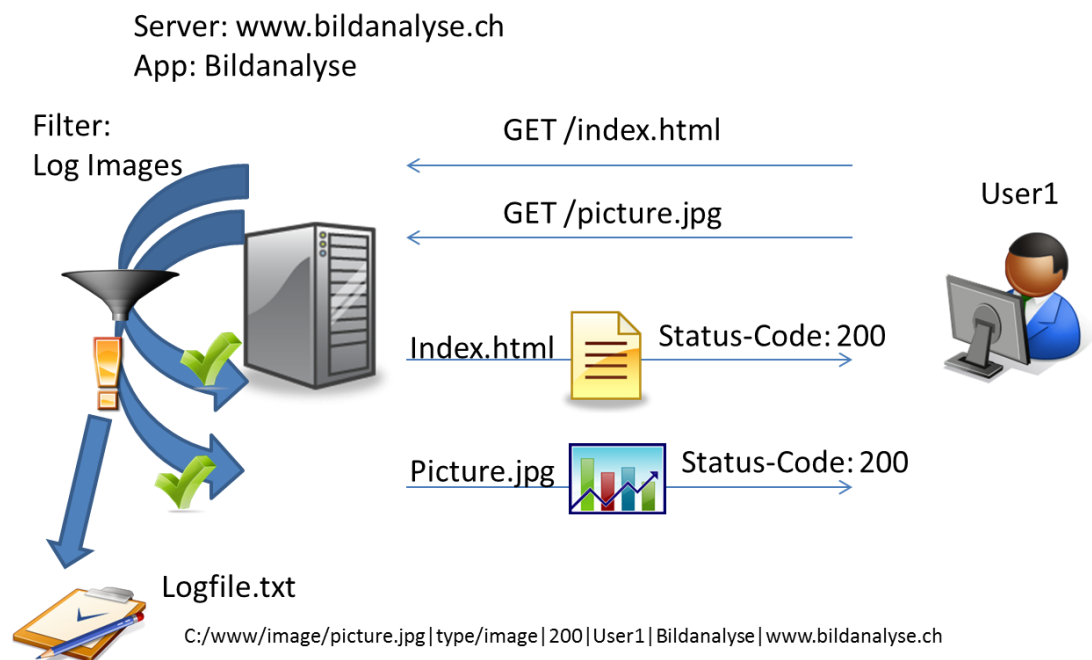 Server: www.bildanalyse.ch
App: Bildanalyse
Filter:
Log Images
GET /index.html
GET /picture.jpg
User1
Index.html
Status-Code: 200
Picture.jpg
Status-Code: 200
Logfile.txt
C:/www/image/picture.jpg|type/image|200|User1|Bildanalyse|www.bildanalyse.ch